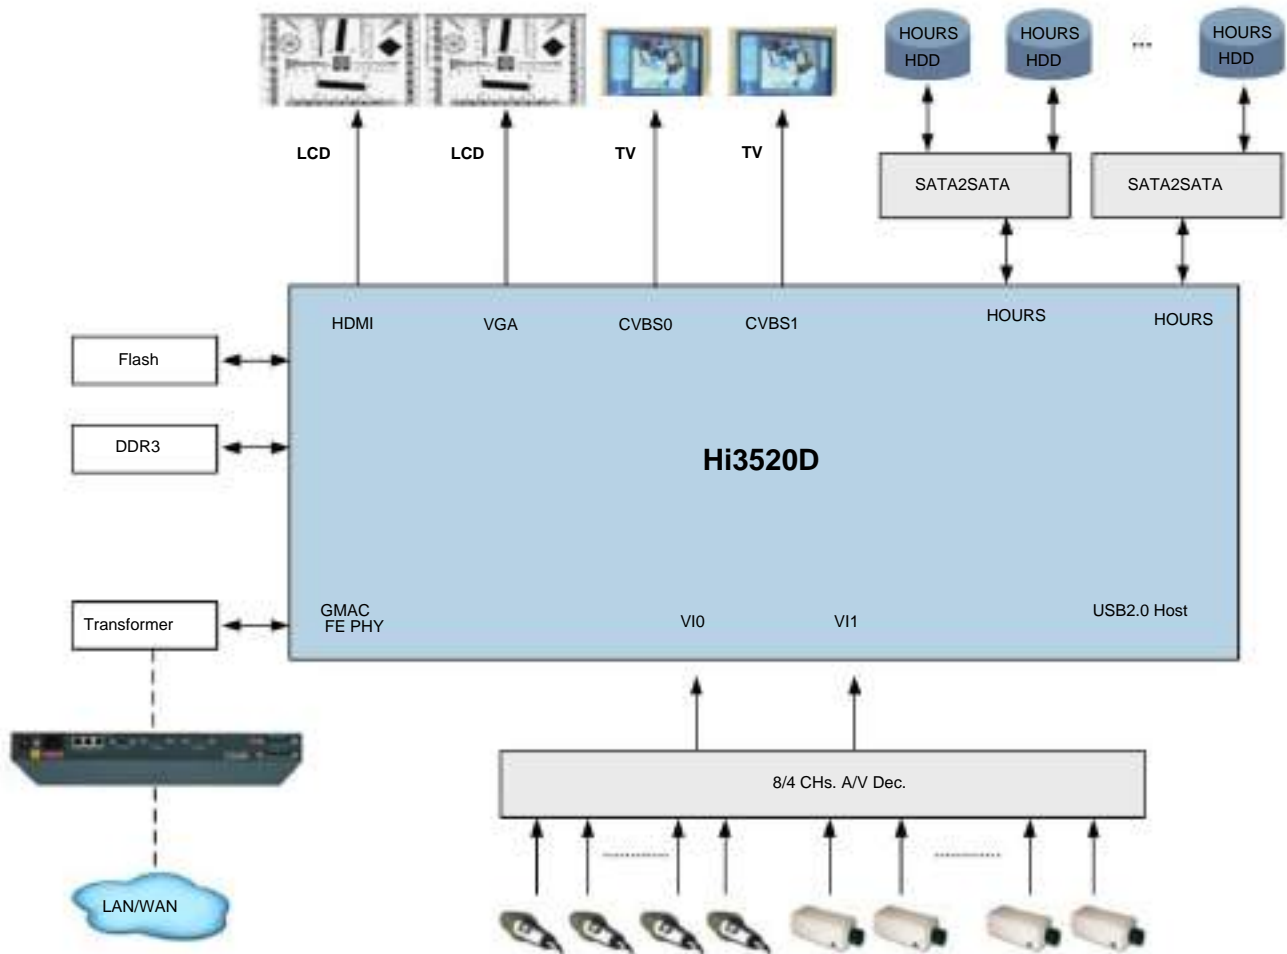 HOURS HOURS ... HOURS
HDD HDD HDD
LCD LCD TV TV
SATA2SATA SATA2SATA
HDMI VGA CVBS0 CVBS1 HOURS HOURS
Flash
DDR3
Hi3520D
Transformer
GMAC
FE PHY
VI0 VI1
USB2.0 Host
8/4 CHs. A/V Dec.
LAN/WAN